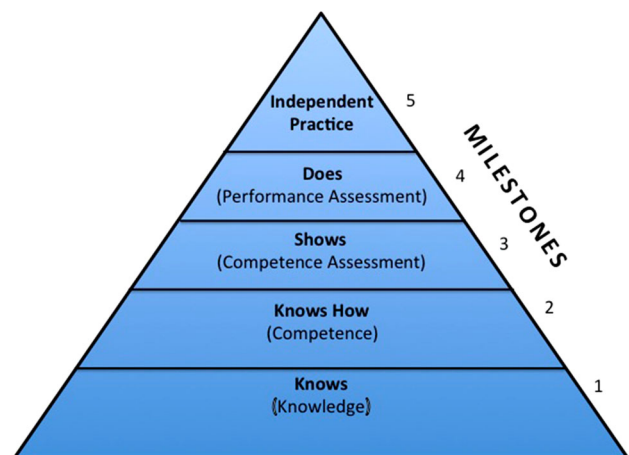 Independent
Practice
5
Does
(Performance Assessment)
4
Shows
(Competence Assessment)
3
Knows How
(Competence)
2
Knows
(Knowledge)
1
MILESTONES